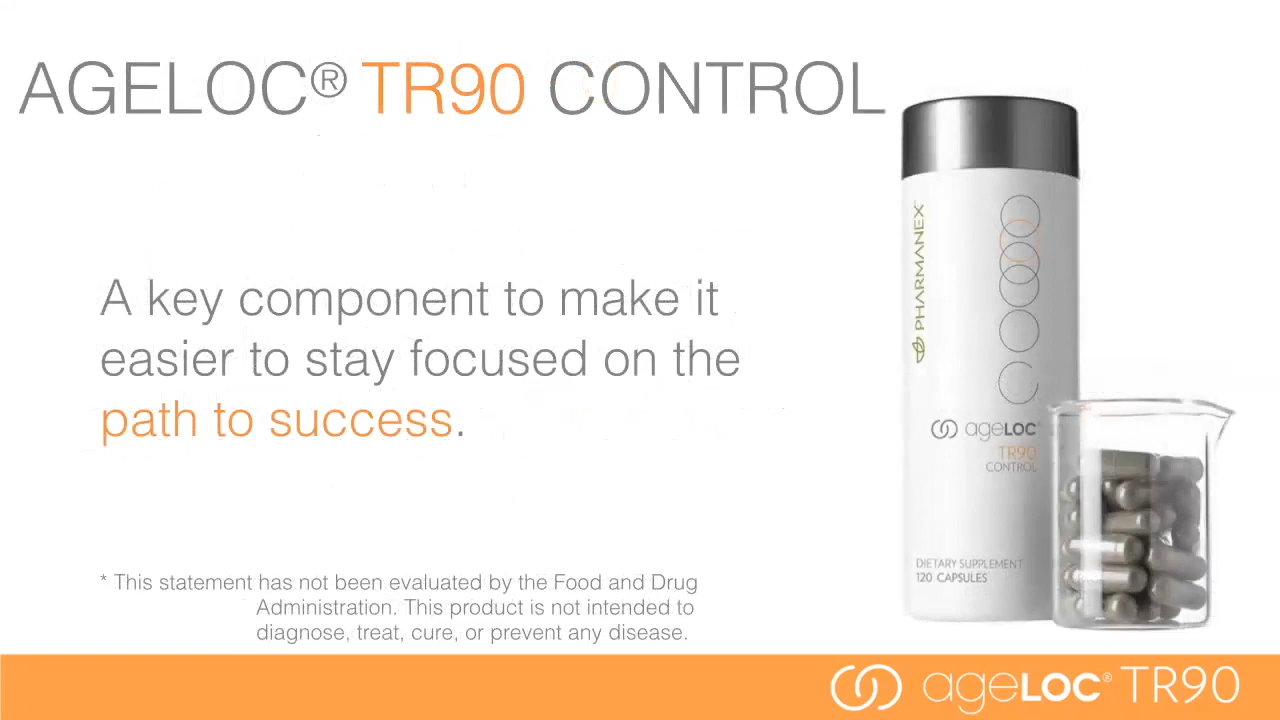 AGELOC® TR90 CONTROL
A key component to make it
easier to stay focused on the
path to success.
PHARMANEX
ageLOC®
TR90
CONTROL
DIETARY SUPPLEMENT
120 CAPSULES
* This statement has not been evaluated by the Food and Drug
Administration. This product is not intended to
diagnose, treat, cure, or prevent any disease.
ageLOC® TR90